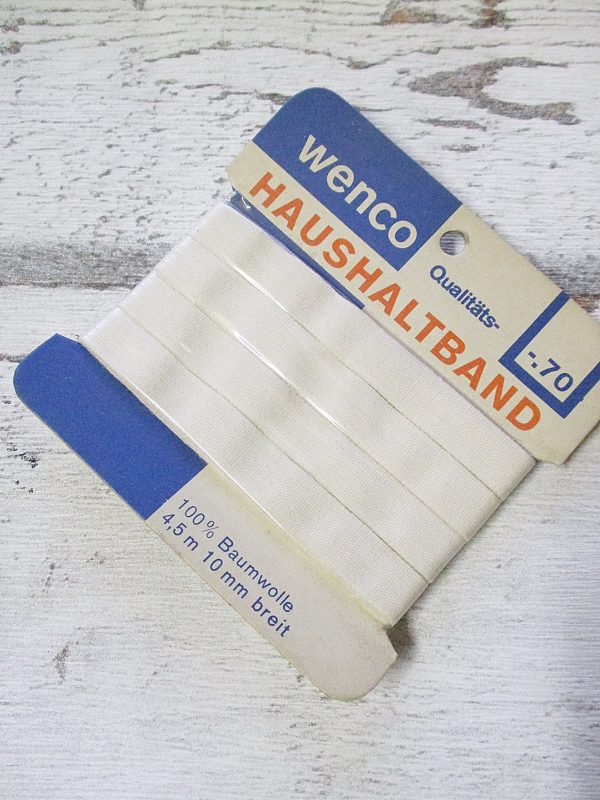 wenco
Qualitäts-
-.70
HAUSHALTBAND
100% Baumwolle
4,5 m 10 mm breit